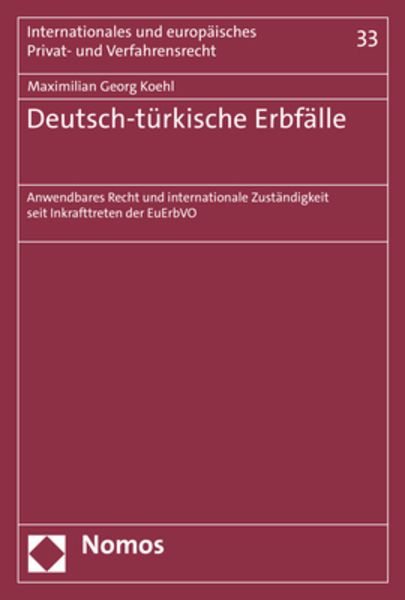 Internationales und europäisches
Privat- und Verfahrensrecht
33
Maximilian Georg Koehl
Deutsch-türkische Erbfälle
Anwendbares Recht und internationale Zuständigkeit
seit Inkrafttreten der EuErbVO
Nomos